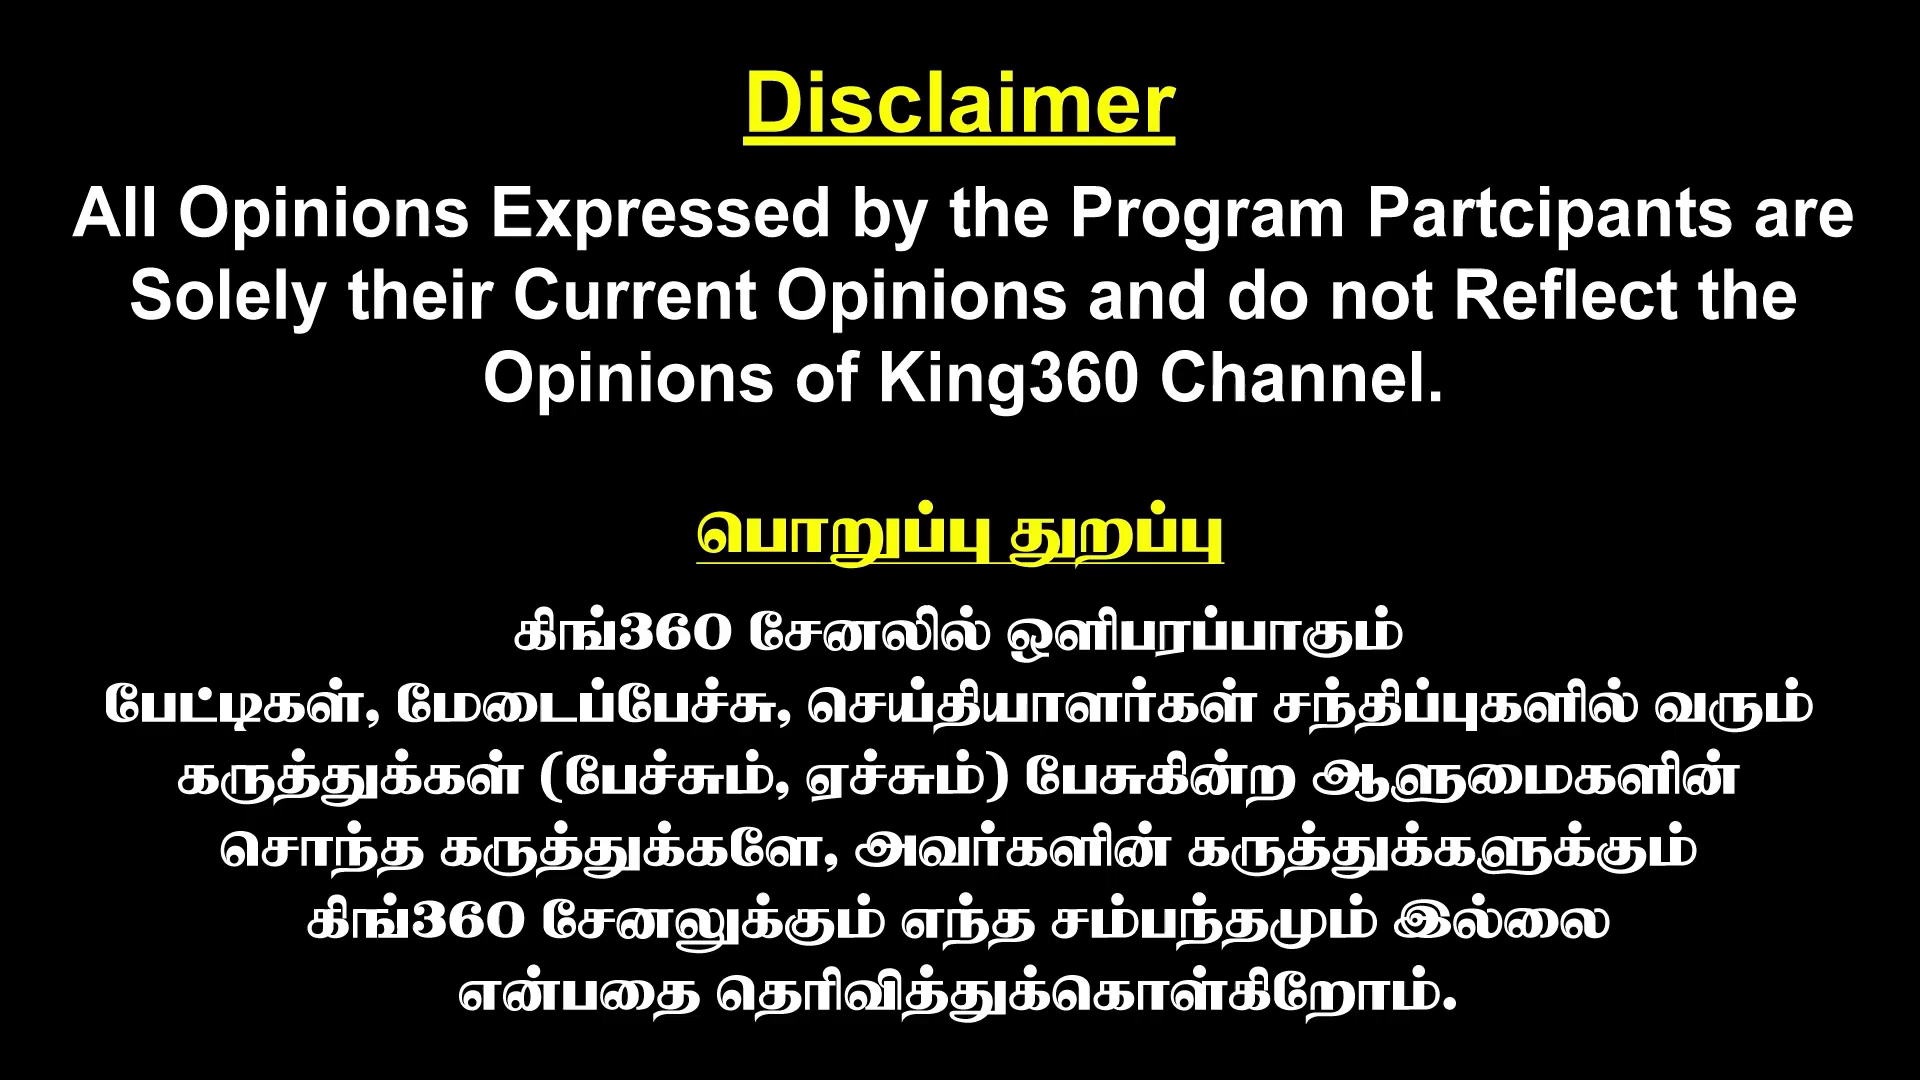 Disclaimer
All Opinions Expressed by the Program Partcipants are
Solely their Current Opinions and do not Reflect the
Opinions of King360 Channel.
பொறுப்பு துறப்பு
கிங்360 சேனலில் ஒளிபரப்பாகும்
பேட்டிகள், மேடைப்பேச்சு, செய்தியாளர்கள் சந்திப்புகளில் வரும்
கருத்துக்கள் (பேச்சும், ஏச்சும்) பேசுகின்ற ஆளுமைகளின்
சொந்த கருத்துக்களே, அவர்களின் கருத்துக்களுக்கும்
கிங்360 சேனலுக்கும் எந்த சம்பந்தமும் இல்லை
என்பதை தெரிவித்துக்கொள்கிறோம்.